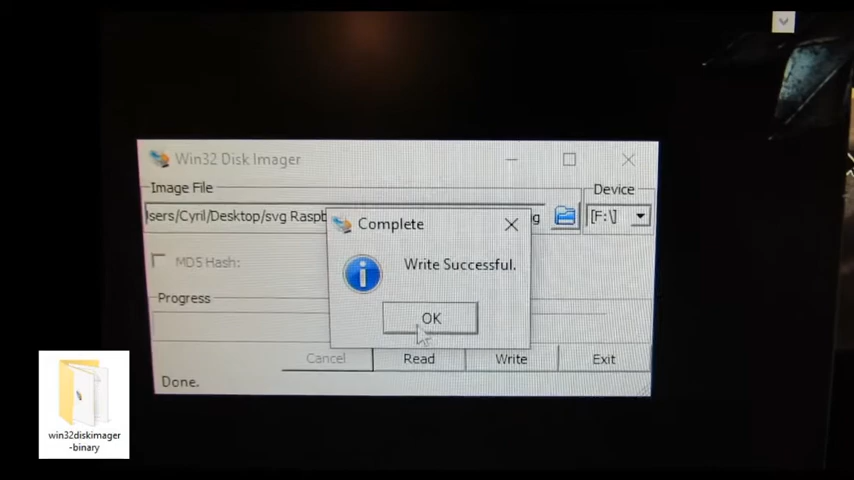 Win32 Disk Imager
Image File
Device
sers/Cyril/Desktop/svg Raspb
g
[F:\]
Complete
Write Successful.
MD5 Hash:
Progress
OK
Cancel
Read
Write
Exit
Done.
win32diskimager
-binary